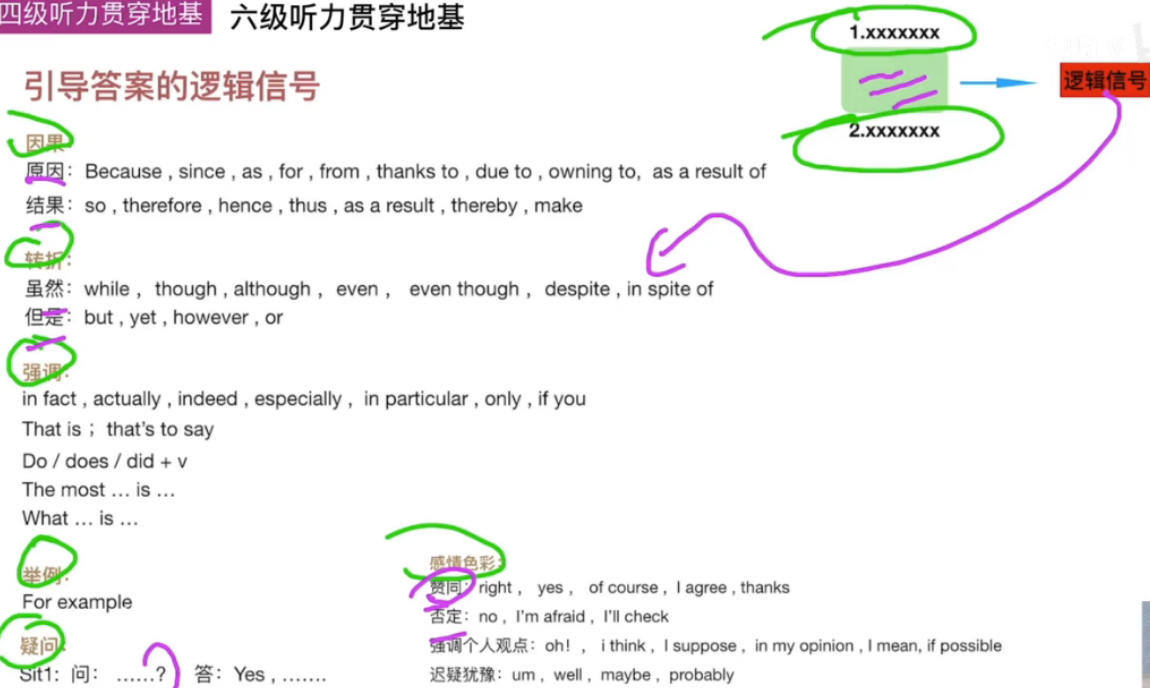 四级听力贯穿地基 六级听力贯穿地基
1.xxxxxxx
逻辑信号
2.xxxxxxx
引导答案的逻辑信号
因果:
原因: Because , since , as , for , from , thanks to , due to , owning to, as a result of
结果: so , therefore , hence , thus , as a result , thereby , make
转折:
虽然: while , though , although , even , even though , despite , in spite of
但是: but , yet , however , or
强调:
in fact , actually , indeed , especially , in particular , only , if you
That is ; that's to say
Do / does / did + v
The most … is …
What … is …
举例:
For example
疑问:
Sit1: 问: ……? 答: Yes , …….
感情色彩:
赞同: right , yes , of course , I agree , thanks
否定: no , I'm afraid , I'll check
强调个人观点: oh! , i think , I suppose , in my opinion , I mean, if possible
迟疑犹豫: um , well , maybe , probably